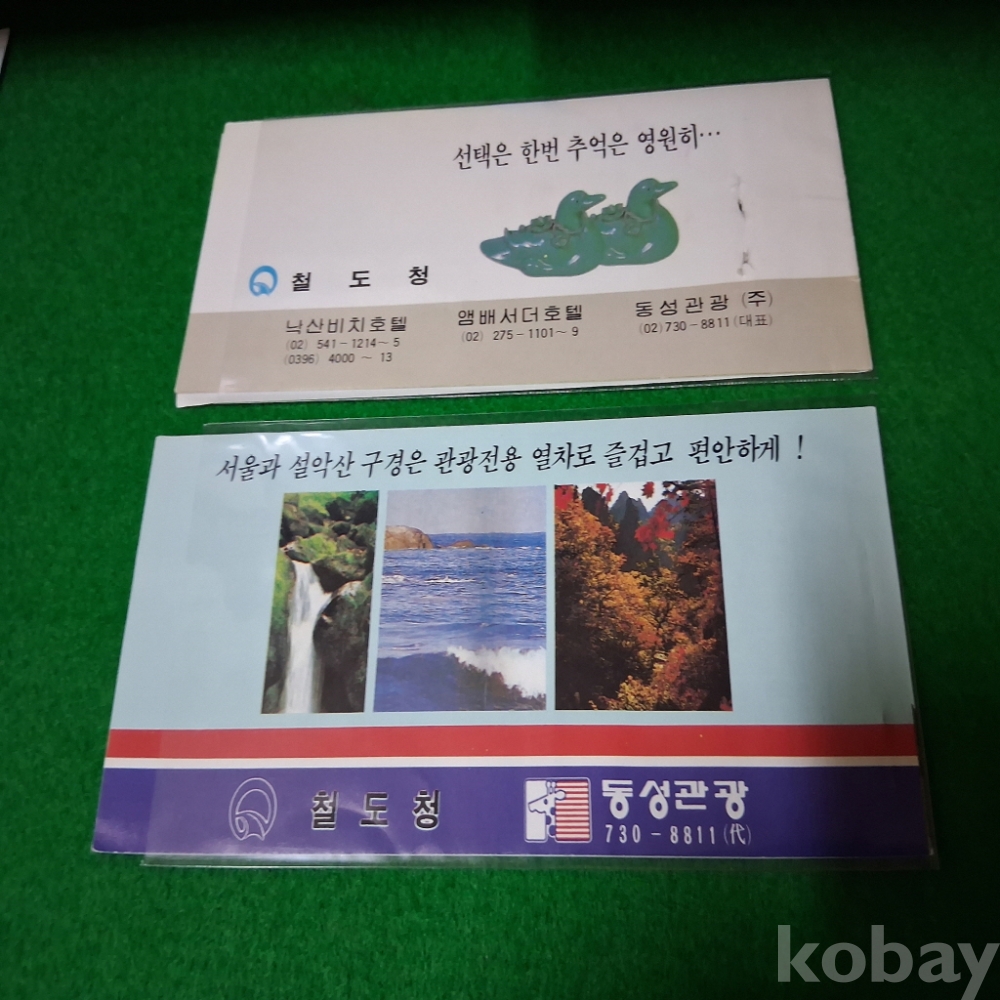 선택은 한번 추억은 영원히···
철도청
낙산비치호텔
(02) 541-1214~5
(0396) 4000 ~ 13
앰배서더호텔
(02) 275-1101~9
동성관광 (주)
(02)730-8811(대표)
서울과 설악산 구경은 관광전용 열차로 즐겁고 편안하게 !
철도청
동성관광
730-8811(代)
kobay